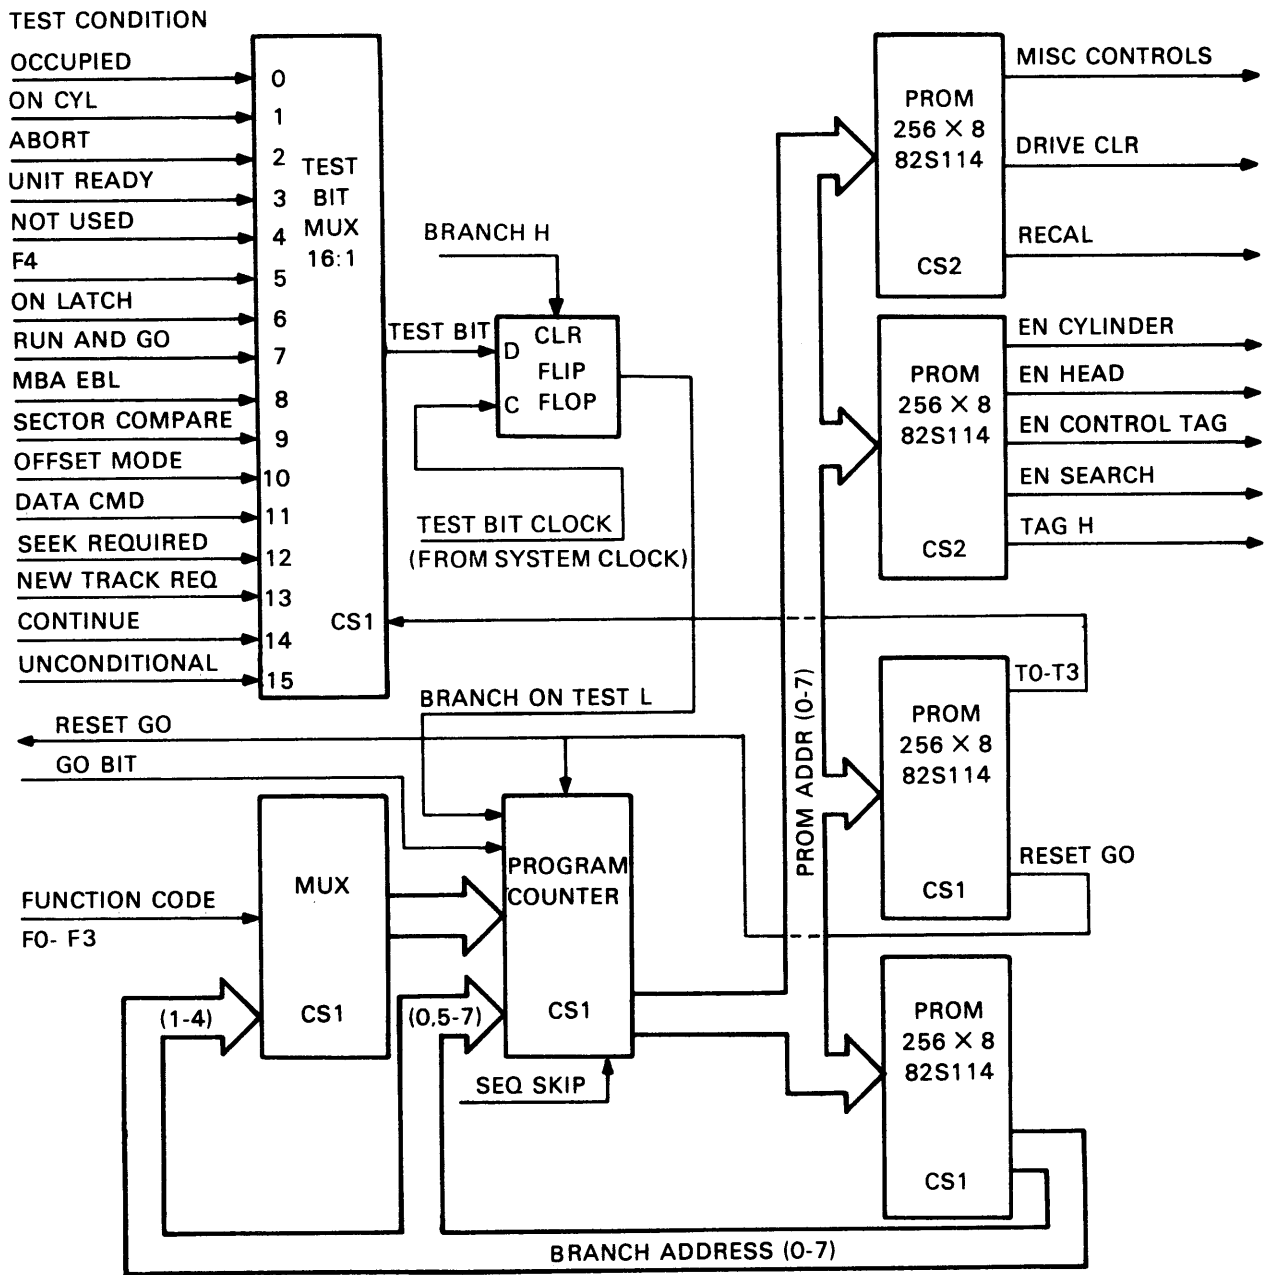 TEST CONDITION
OCCUPIED
ON CYL
ABORT
UNIT READY
NOT USED
F4
ON LATCH
RUN AND GO
MBA EBL
SECTOR COMPARE
OFFSET MODE
DATA CMD
SEEK REQUIRED
NEW TRACK REQ
CONTINUE
UNCONDITIONAL
0
1
2
3
4
5
6
7
8
9
10
11
12
13
14
15
TEST
BIT
MUX
16:1
CS1
BRANCH H
TEST BIT
D
CLR
FLIP
FLOP
C
TEST BIT CLOCK
(FROM SYSTEM CLOCK)
BRANCH ON TEST L
RESET GO
GO BIT
FUNCTION CODE
F0- F3
MUX
CS1
(1-4)
(0,5-7)
PROGRAM
COUNTER
CS1
SEQ SKIP
PROM ADDR (0-7)
PROM
256 × 8
82S114
CS2
MISC CONTROLS
DRIVE CLR
RECAL
PROM
256 × 8
82S114
CS2
EN CYLINDER
EN HEAD
EN CONTROL TAG
EN SEARCH
TAG H
PROM
256 × 8
82S114
CS1
T0-T3
RESET GO
PROM
256 × 8
82S114
CS1
BRANCH ADDRESS (0-7)